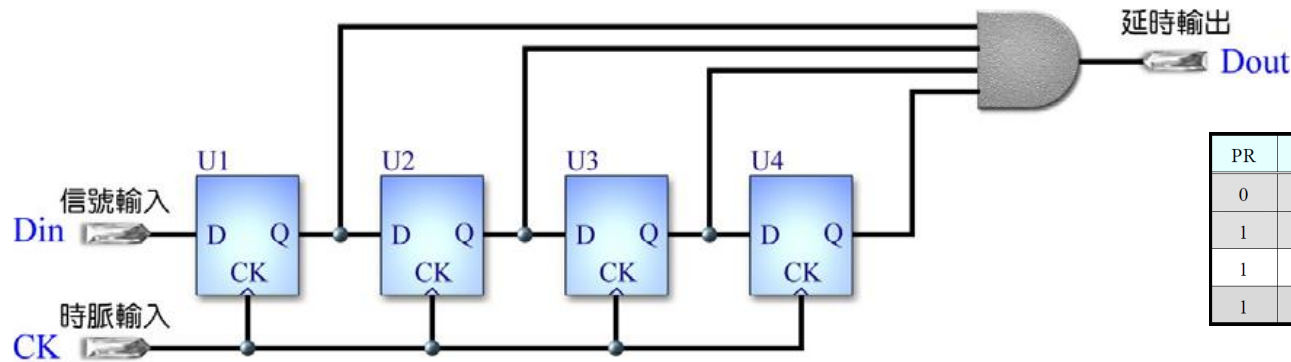 延時輸出
Dout
U1 U2 U3 U4
信號輸入
Din
D Q D Q D Q D Q
CK CK CK CK
時脈輸入
CK
PR
0
1
1
1